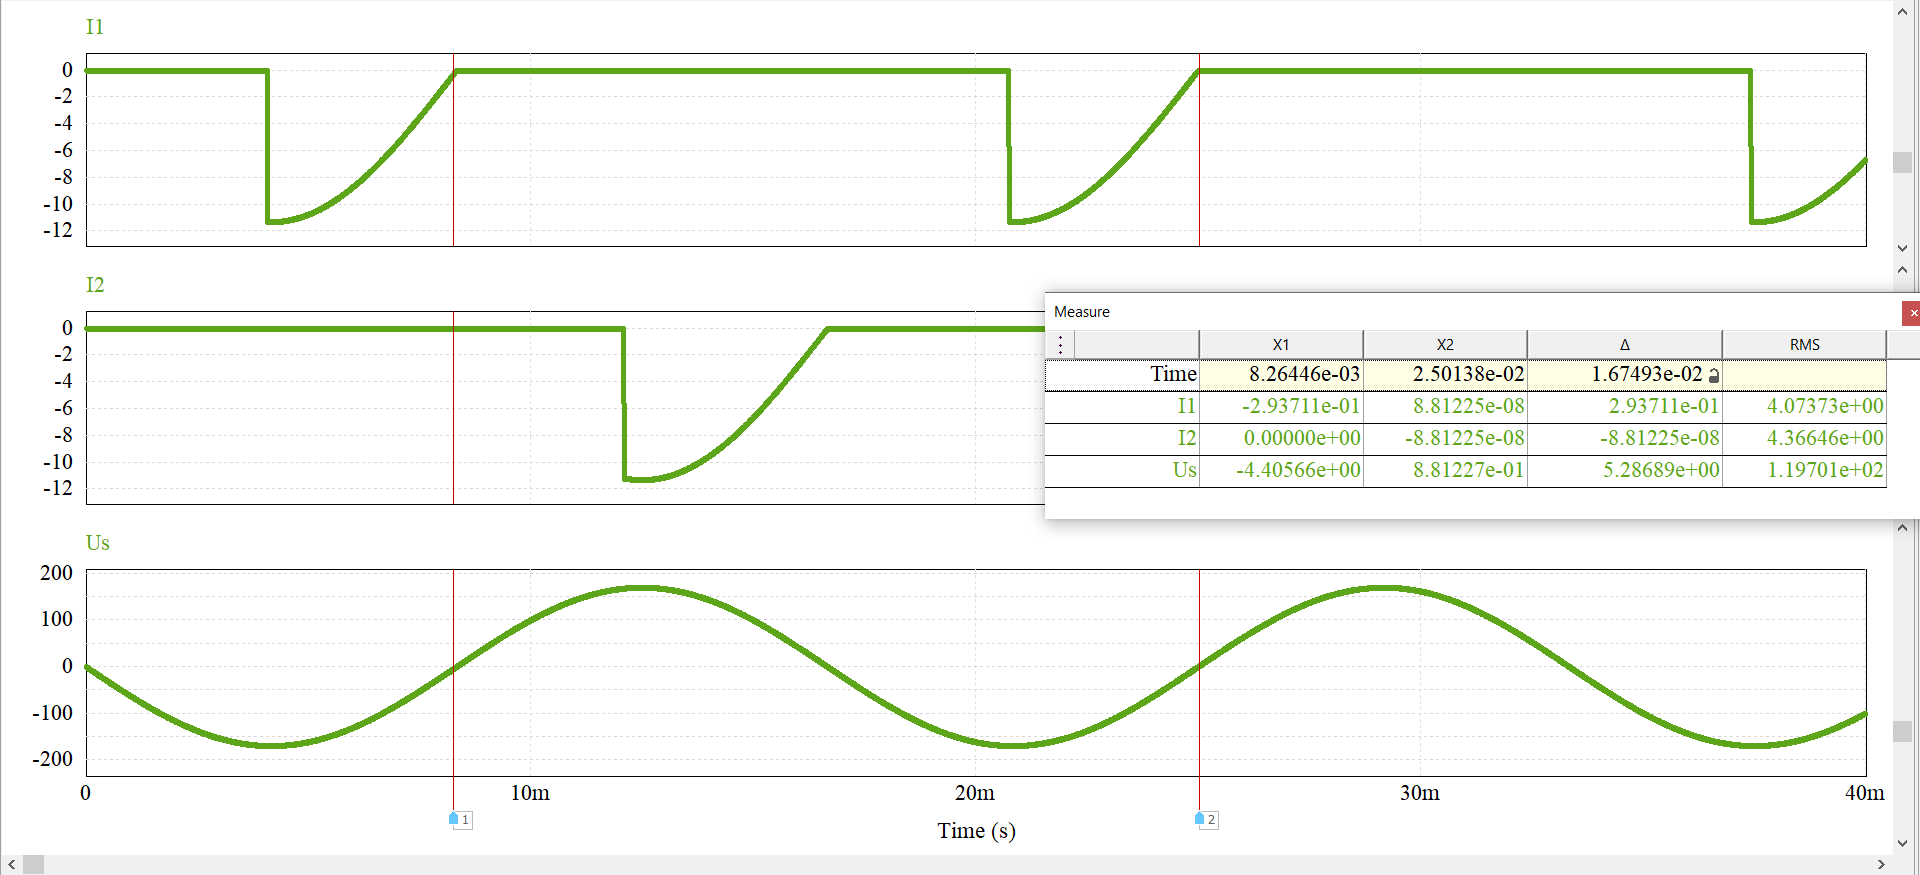 I1
0
-2
-4
-6
-8
-10
-12
I2
0
-2
-4
-6
-8
-10
-12
Measure
X1 X2 Δ RMS
Time 8.26446e-03 2.50138e-02 1.67493e-02
I1 -2.93711e-01 8.81225e-08 2.93711e-01 4.07373e+00
I2 0.00000e+00 -8.81225e-08 -8.81225e-08 4.36646e+00
Us -4.40566e+00 8.81227e-01 5.28689e+00 1.19701e+02
Us
200
100
0
-100
-200
0 10m 20m 30m 40m
1 2
Time (s)